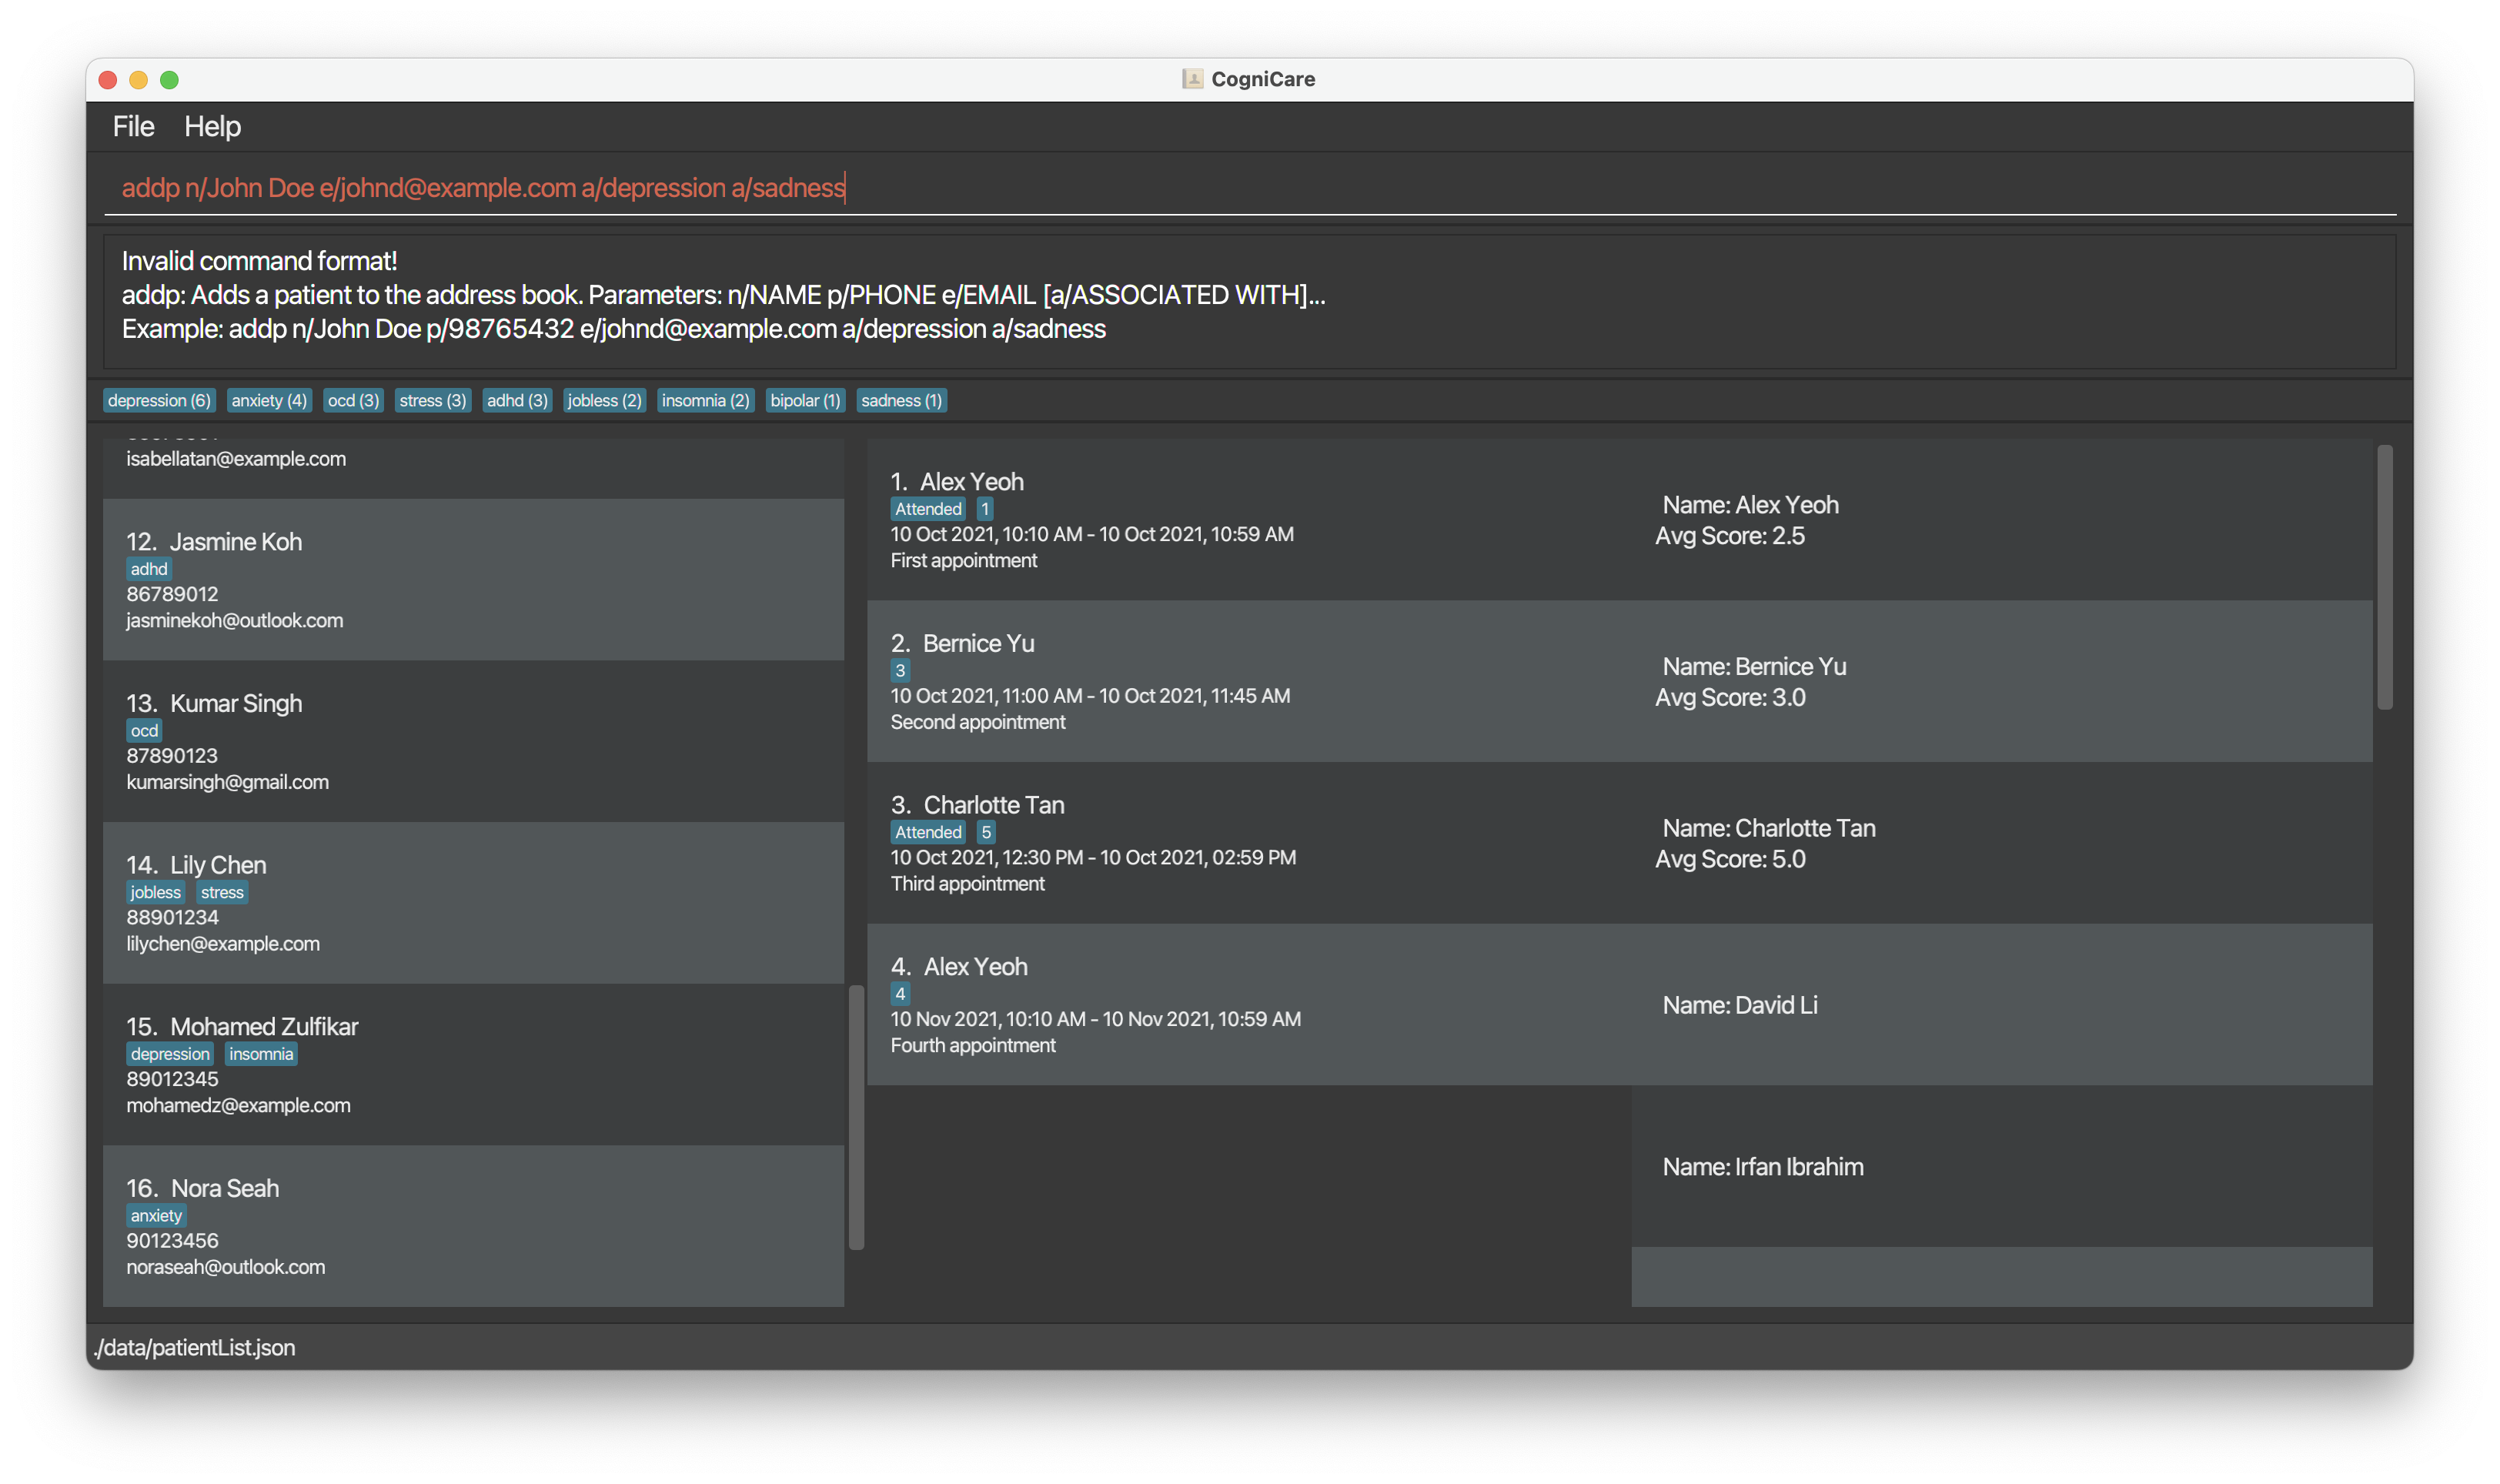 CogniCare
File Help
addp n/John Doe e/johnd@example.com a/depression a/sadness
Invalid command format!
addp: Adds a patient to the address book. Parameters: n/NAME p/PHONE e/EMAIL [a/ASSOCIATED WITH]...
Example: addp n/John Doe p/98765432 e/johnd@example.com a/depression a/sadness
depression (6) anxiety (4) ocd (3) stress (3) adhd (3) jobless (2) insomnia (2) bipolar (1) sadness (1)
isabellatan@example.com
12. Jasmine Koh
adhd
86789012
jasminekoh@outlook.com
13. Kumar Singh
ocd
87890123
kumarsingh@gmail.com
14. Lily Chen
jobless stress
88901234
lilychen@example.com
15. Mohamed Zulfikar
depression insomnia
89012345
mohamedz@example.com
16. Nora Seah
anxiety
90123456
noraseah@outlook.com
1. Alex Yeoh
Attended 1
10 Oct 2021, 10:10 AM - 10 Oct 2021, 10:59 AM
First appointment
2. Bernice Yu
3
10 Oct 2021, 11:00 AM - 10 Oct 2021, 11:45 AM
Second appointment
3. Charlotte Tan
Attended 5
10 Oct 2021, 12:30 PM - 10 Oct 2021, 02:59 PM
Third appointment
4. Alex Yeoh
4
10 Nov 2021, 10:10 AM - 10 Nov 2021, 10:59 AM
Fourth appointment
Name: Alex Yeoh
Avg Score: 2.5
Name: Bernice Yu
Avg Score: 3.0
Name: Charlotte Tan
Avg Score: 5.0
Name: David Li
Name: Irfan Ibrahim
./data/patientList.json